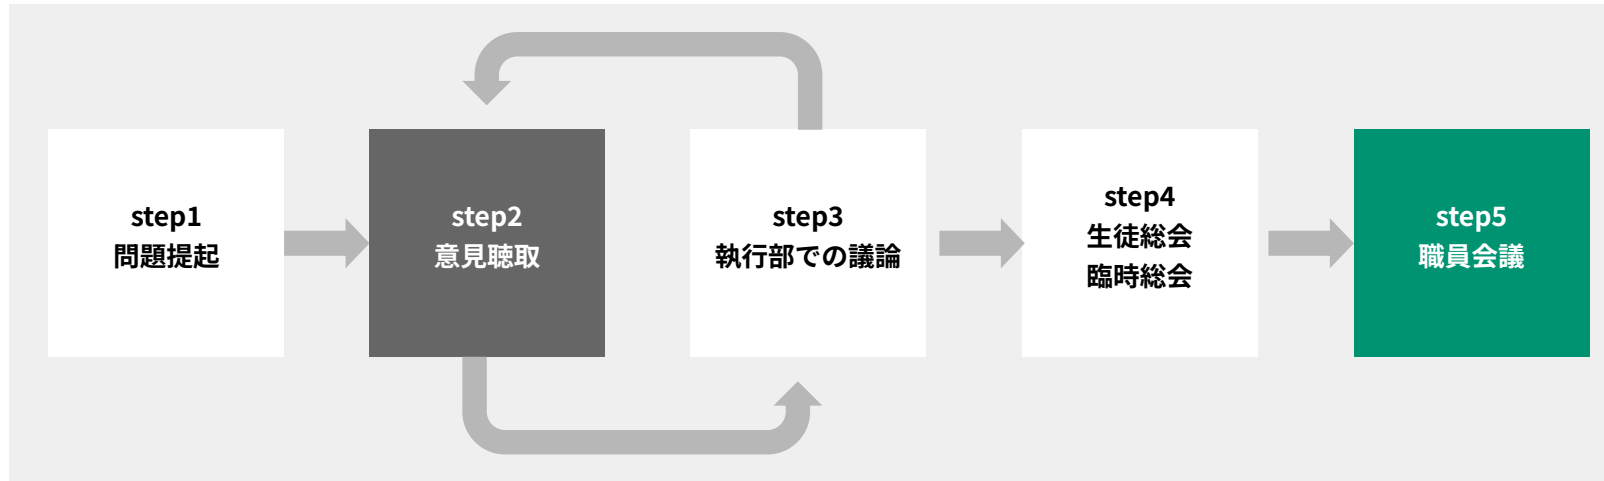 step1
問題提起
step2
意見聴取
step3
執行部での議論
step4
生徒総会
臨時総会
step5
職員会議